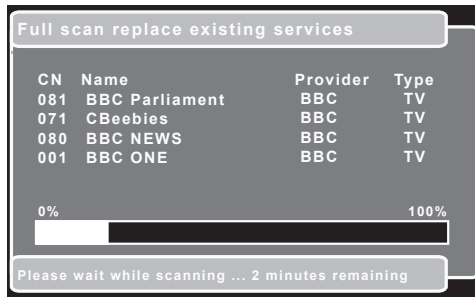 Full scan replace existing services
CN Name Provider Type
081 BBC Parliament BBC TV
071 CBeebies BBC TV
080 BBC NEWS BBC TV
001 BBC ONE BBC TV
0% 100%
Please wait while scanning ... 2 minutes remaining